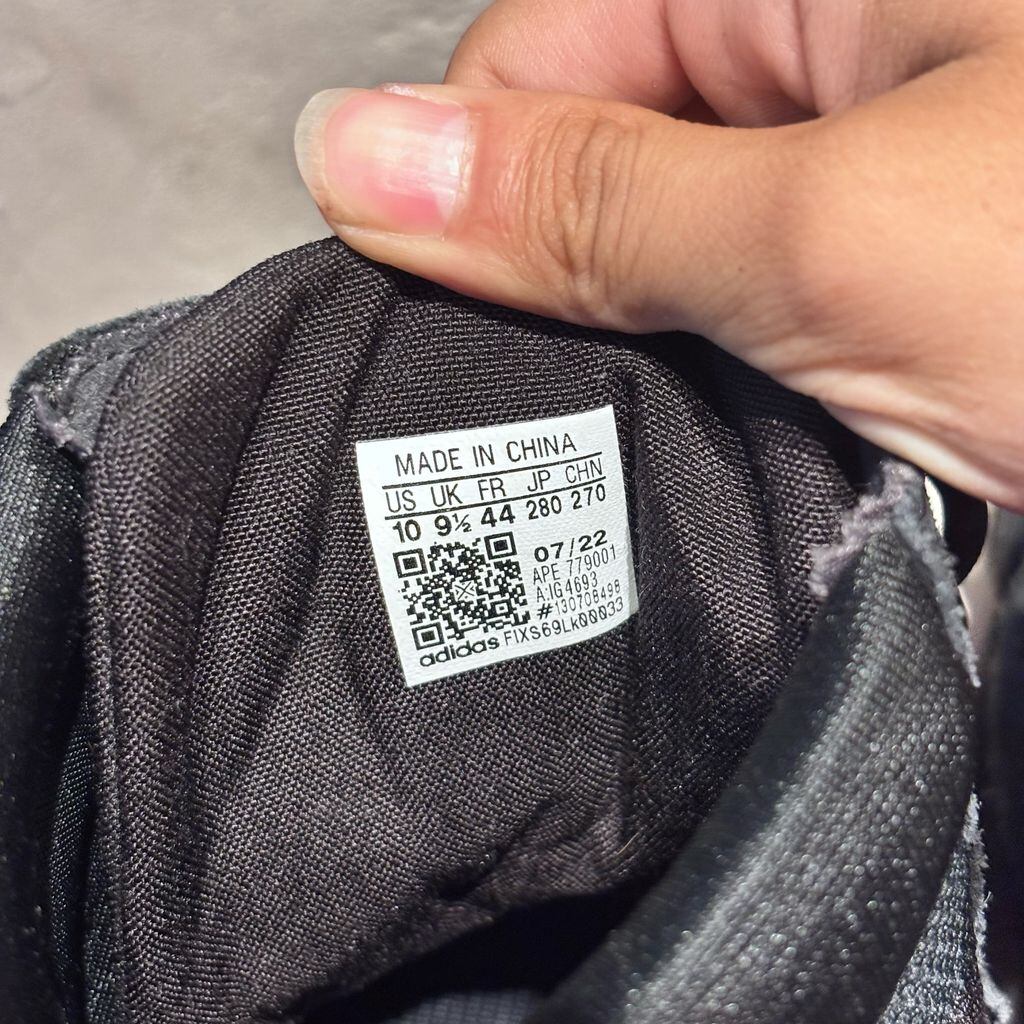 MADE IN CHINA
US UK FR JP CHN
10 9½ 44 280 270
07/22
APE 779001
A:IG4693
#130708498
adidas FIXS69Lk00033